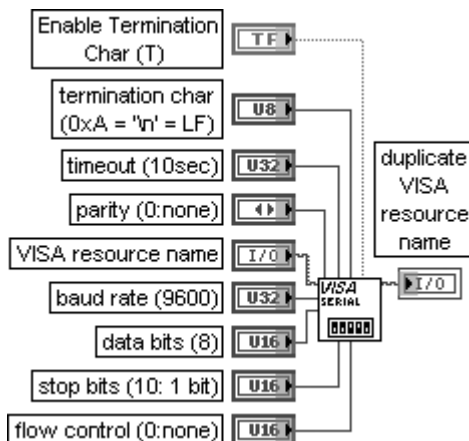 Enable Termination
Char (T)
TF
termination char
(0xA = '\n' = LF)
U8
timeout (10sec)
U32
duplicate
VISA
resource
name
parity (0:none)
VISA resource name
I/O
I/O
VISA
SERIAL
baud rate (9600)
U32
data bits (8)
U16
stop bits (10: 1 bit)
U16
flow control (0:none)
U16